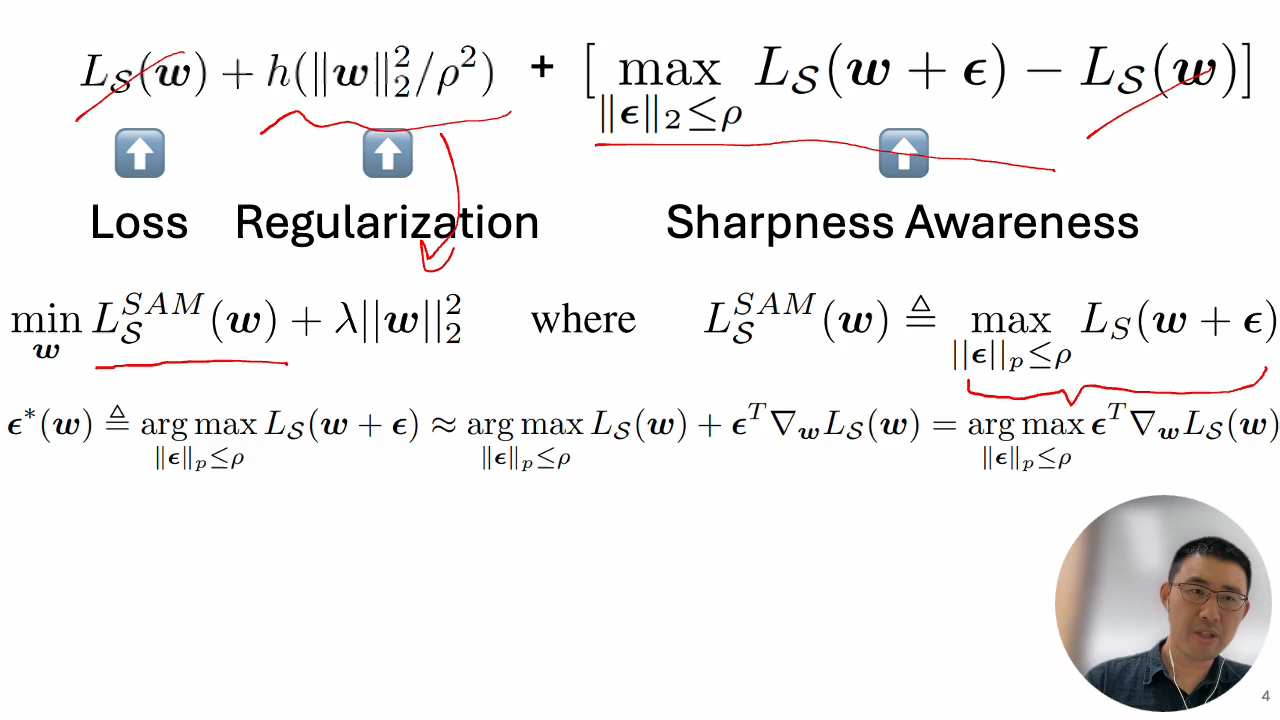 L_S(w) + h(‖w‖₂²/ρ²) + [ max_{‖ϵ‖₂≤ρ} L_S(w + ϵ) − L_S(w)]
Loss Regularization Sharpness Awareness
min_w L_S^{SAM}(w) + λ||w||₂² where L_S^{SAM}(w) ≜ max_{||ϵ||_p≤ρ} L_S(w + ϵ)
ϵ*(w) ≜ arg max_{‖ϵ‖_p≤ρ} L_S(w + ϵ) ≈ arg max_{‖ϵ‖_p≤ρ} L_S(w) + ϵ^T ∇_w L_S(w) = arg max_{‖ϵ‖_p≤ρ} ϵ^T ∇_w L_S(w)
4